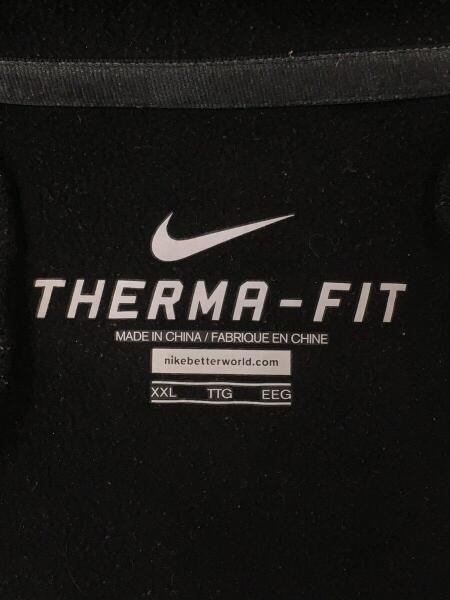 THERMA-FIT
MADE IN CHINA / FABRIQUE EN CHINE
nikebetterworld.com
XXL TTG EEG